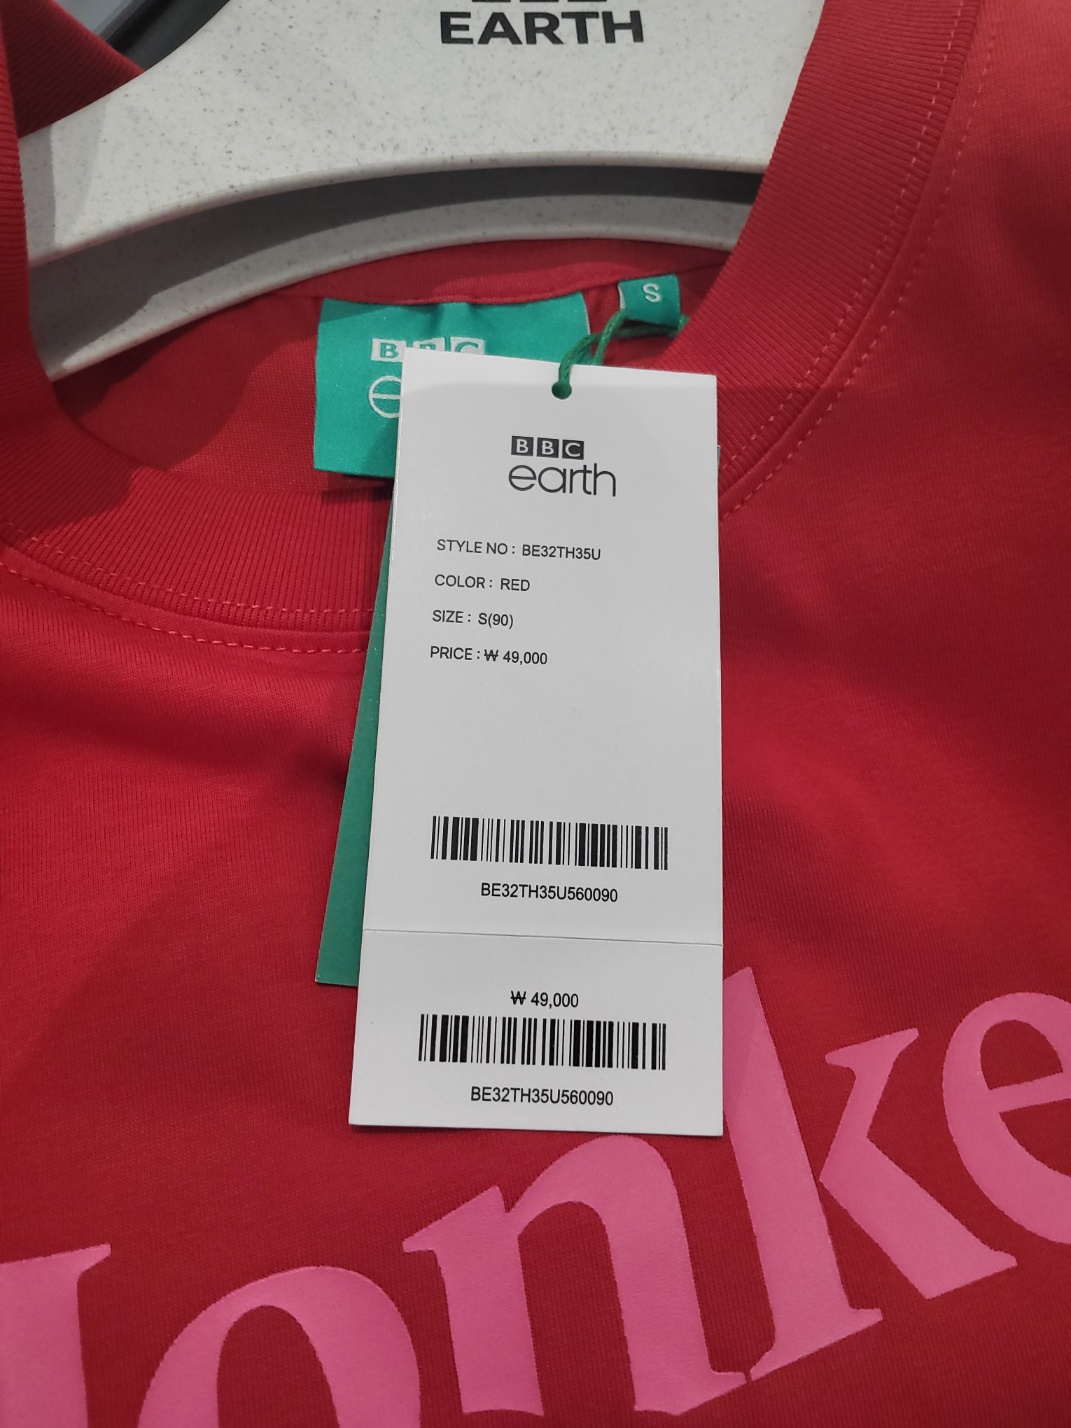 EARTH
S
BBC
BBC
earth
STYLE NO : BE32TH35U
COLOR : RED
SIZE : S(90)
PRICE : ₩ 49,000
BE32TH35U560090
₩ 49,000
BE32TH35U560090
onke